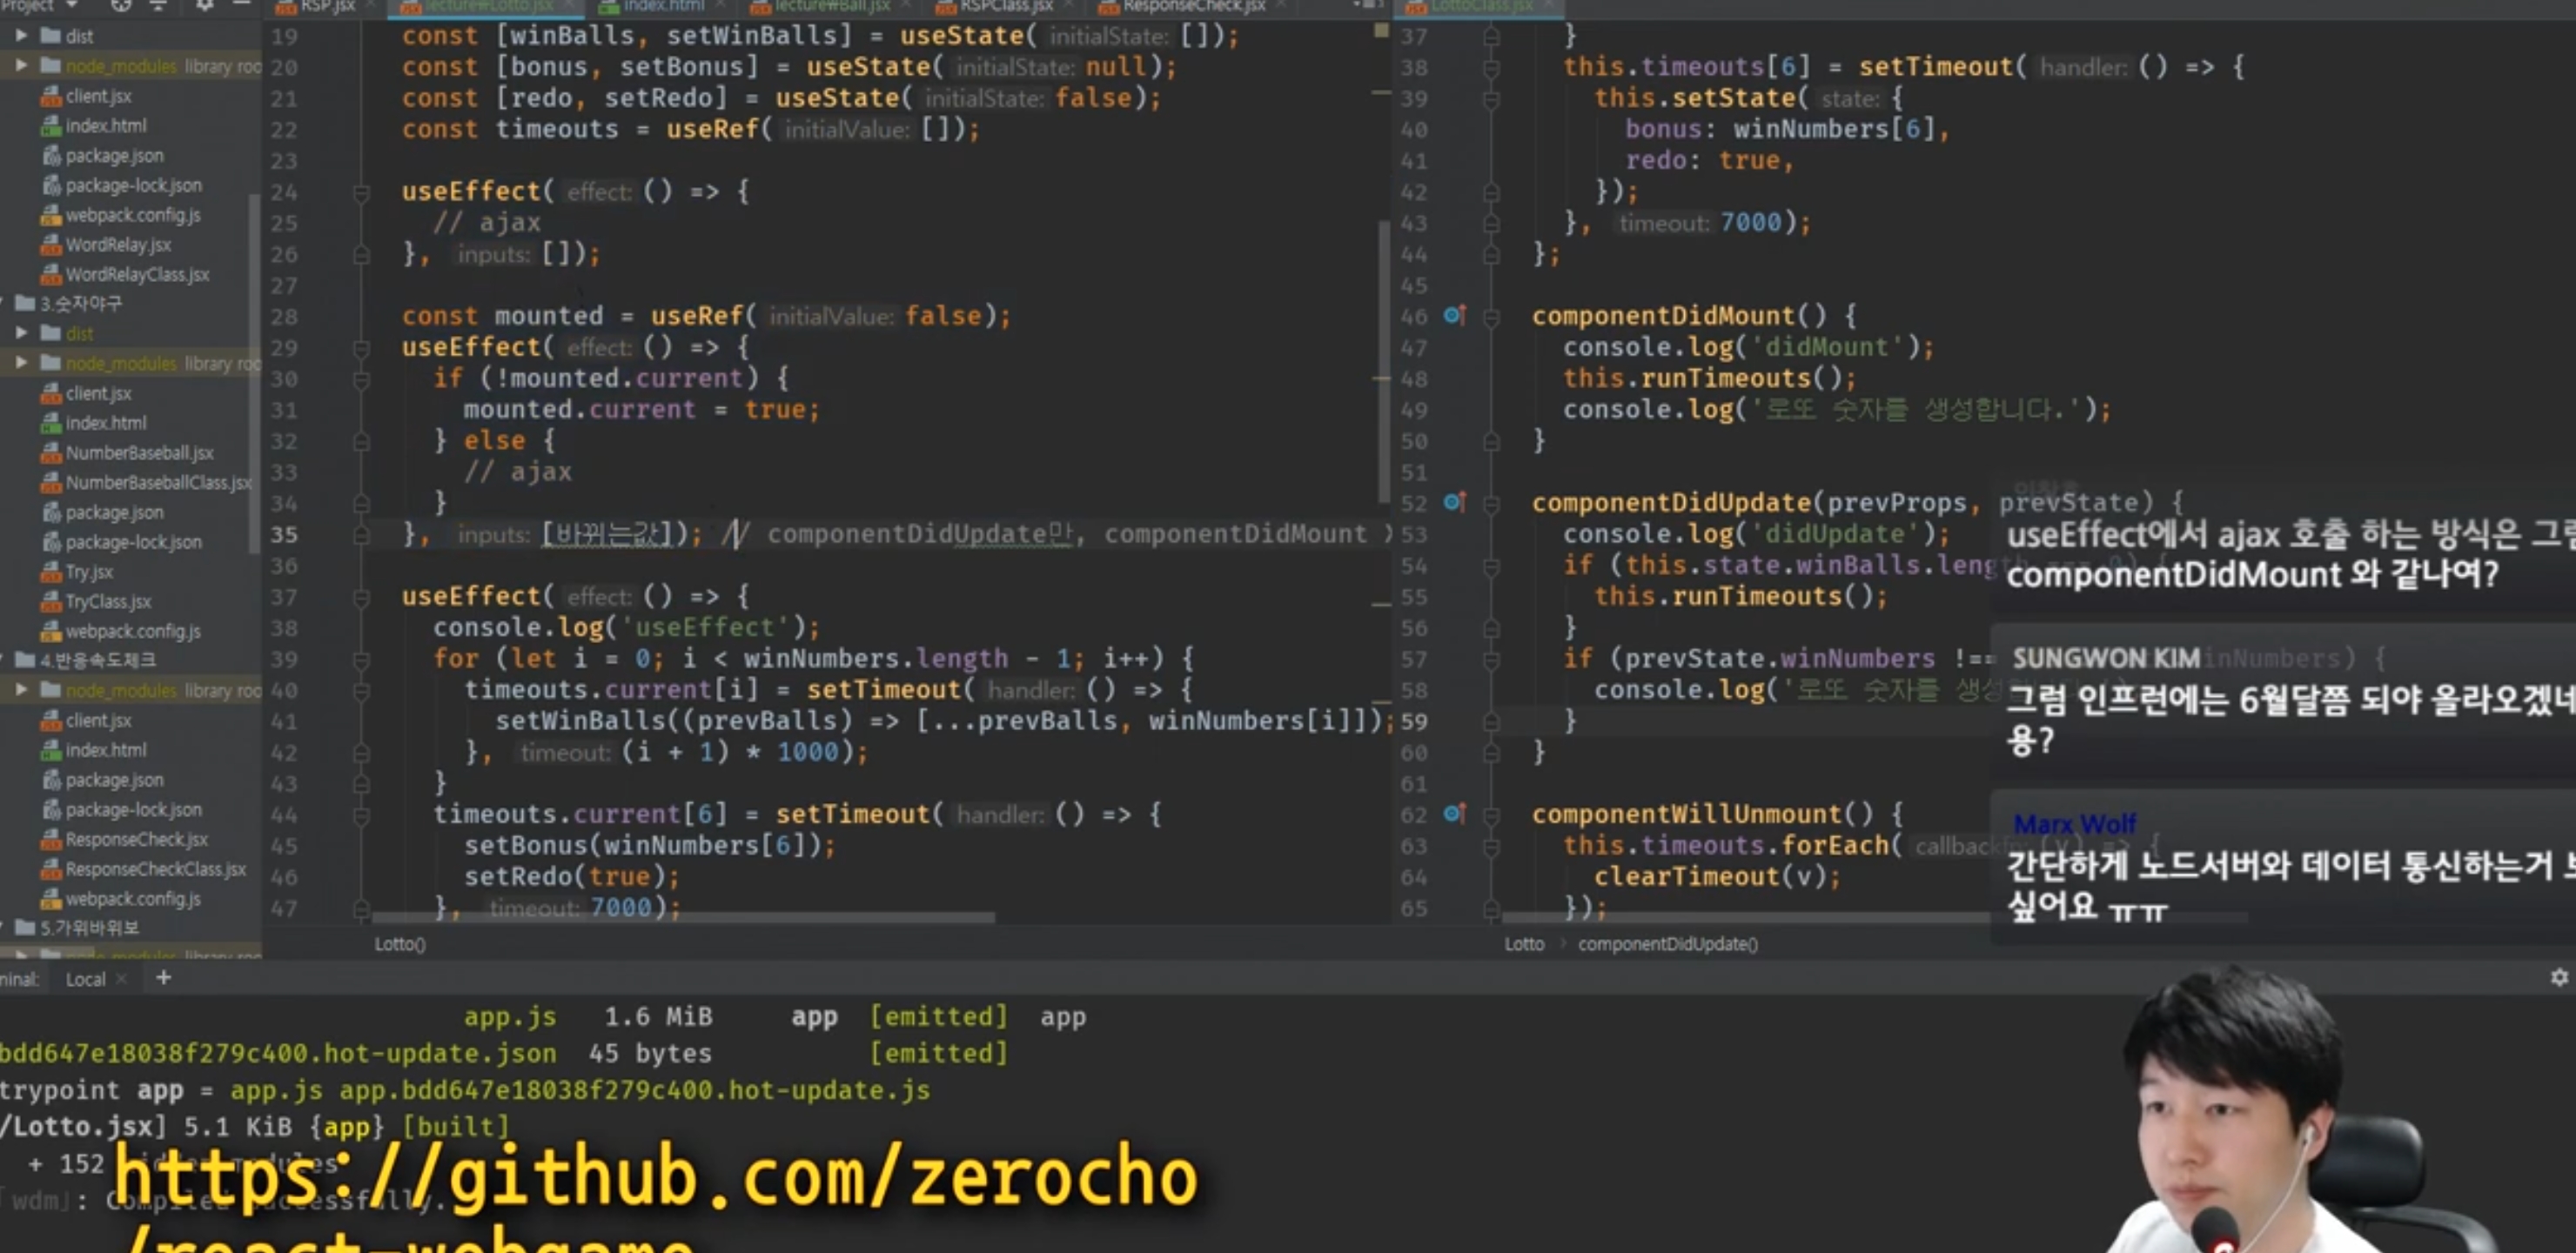 Project
RSP.jsx
lecture₩Lotto.jsx
index.html
lecture₩Ball.jsx
RSPClass.jsx
ResponseCheck.jsx
LottoClass.jsx
dist
node_modules library roo
client.jsx
index.html
package.json
package-lock.json
webpack.config.js
WordRelay.jsx
WordRelayClass.jsx
3.숫자야구
dist
node_modules library roo
client.jsx
index.html
NumberBaseball.jsx
NumberBaseballClass.jsx
package.json
package-lock.json
Try.jsx
TryClass.jsx
webpack.config.js
4.반응속도체크
node_modules library roo
client.jsx
index.html
package.json
package-lock.json
ResponseCheck.jsx
ResponseCheckClass.jsx
webpack.config.js
5.가위바위보
node_modules library roo
19 const [winBalls, setWinBalls] = useState( initialState: []);
20 const [bonus, setBonus] = useState( initialState: null);
21 const [redo, setRedo] = useState( initialState: false);
22 const timeouts = useRef( initialValue: []);
23
24 useEffect( effect: () => {
25 // ajax
26 }, inputs: []);
27
28 const mounted = useRef( initialValue: false);
29 useEffect( effect: () => {
30 if (!mounted.current) {
31 mounted.current = true;
32 } else {
33 // ajax
34 }
35 }, inputs: [바뀌는값]); // componentDidUpdate만, componentDidMount X
36
37 useEffect( effect: () => {
38 console.log('useEffect');
39 for (let i = 0; i < winNumbers.length - 1; i++) {
40 timeouts.current[i] = setTimeout( handler: () => {
41 setWinBalls((prevBalls) => [...prevBalls, winNumbers[i]]);
42 }, timeout: (i + 1) * 1000);
43 }
44 timeouts.current[6] = setTimeout( handler: () => {
45 setBonus(winNumbers[6]);
46 setRedo(true);
47 }, timeout: 7000);
Lotto()
37 }
38 this.timeouts[6] = setTimeout( handler: () => {
39 this.setState( state: {
40 bonus: winNumbers[6],
41 redo: true,
42 });
43 }, timeout: 7000);
44 };
45
46 componentDidMount() {
47 console.log('didMount');
48 this.runTimeouts();
49 console.log('로또 숫자를 생성합니다.');
50 }
51
52 componentDidUpdate(prevProps, prevState) {
53 console.log('didUpdate');
54 if (this.state.winBalls.length
55 this.runTimeouts();
56 }
57 if (prevState.winNumbers !== inNumbers) {
58 console.log('로또 숫자를 생성
59 }
60 }
61
62 componentWillUnmount() {
63 this.timeouts.forEach( callbackfn: (v) => {
64 clearTimeout(v);
65 });
Lotto > componentDidUpdate()
useEffect에서 ajax 호출 하는 방식은 그럼
componentDidMount 와 같나여?
SUNGWON KIM
그럼 인프런에는 6월달쯤 되야 올라오겠네
용?
Marx Wolf
간단하게 노드서버와 데이터 통신하는거 보
싶어요 ㅠㅠ
minal: Local +
app.js 1.6 MiB app [emitted] app
bdd647e18038f279c400.hot-update.json 45 bytes [emitted]
trypoint app = app.js app.bdd647e18038f279c400.hot-update.js
/Lotto.jsx] 5.1 KiB {app} [built]
+ 152 hidden modules
｢wdm｣: Compiled successfully.
https://github.com/zerocho
/react-webgame